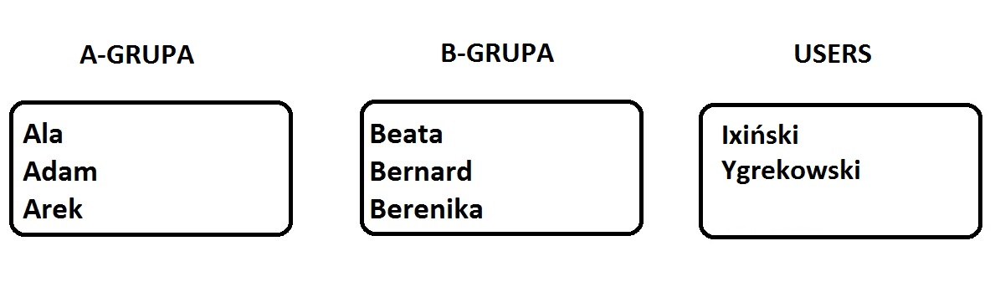 A-GRUPA
Ala
Adam
Arek
B-GRUPA
Beata
Bernard
Berenika
USERS
Ixiński
Ygrekowski